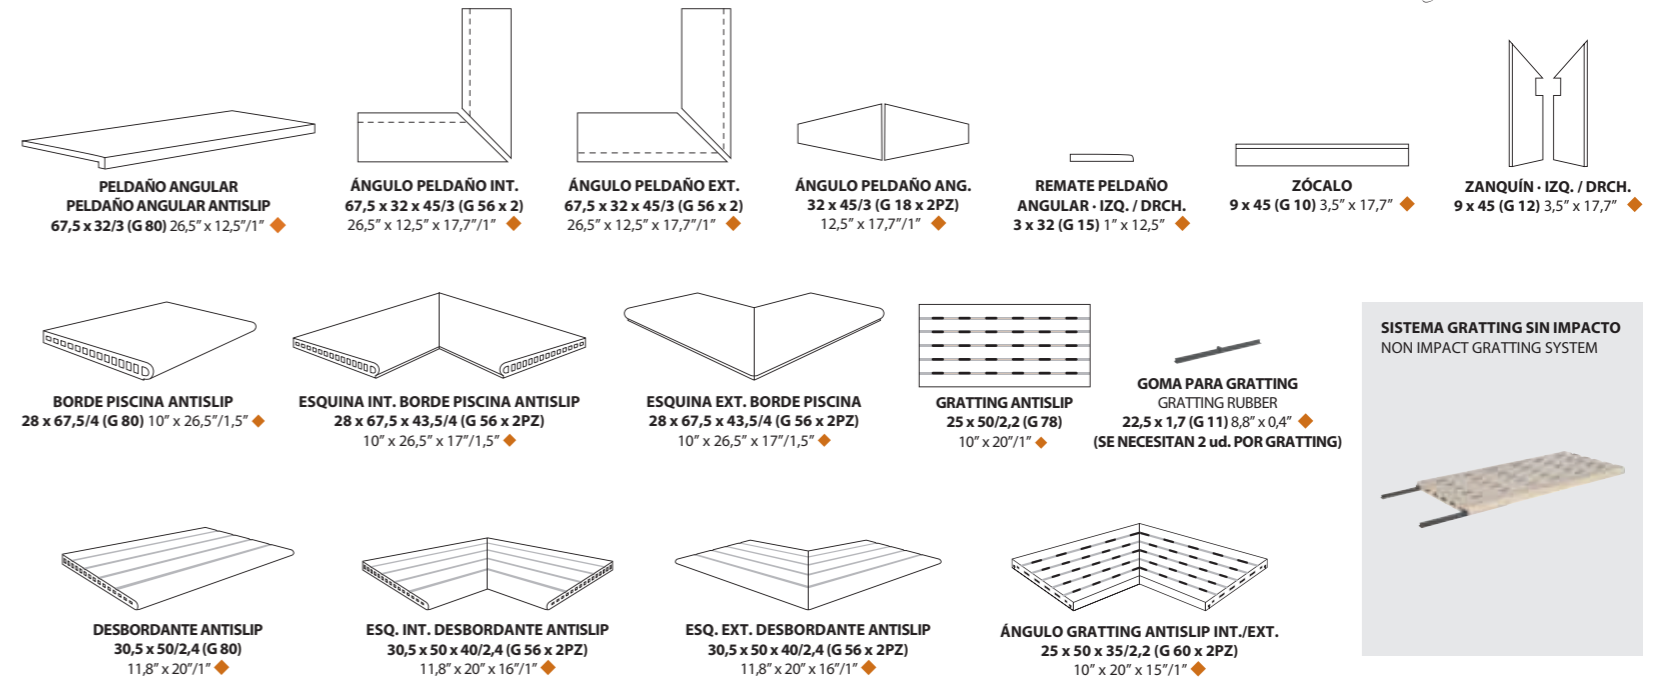 PELDAÑO ANGULAR
PELDAÑO ANGULAR ANTISLIP
67,5 x 32/3 (G 80) 26,5” x 12,5”/1”
ÁNGULO PELDAÑO INT.
67,5 x 32 x 45/3 (G 56 x 2)
26,5” x 12,5” x 17,7”/1”
ÁNGULO PELDAÑO EXT.
67,5 x 32 x 45/3 (G 56 x 2)
26,5” x 12,5” x 17,7”/1”
ÁNGULO PELDAÑO ANG.
32 x 45/3 (G 18 x 2PZ)
12,5” x 17,7”/1”
REMATE PELDAÑO
ANGULAR · IZQ. / DRCH.
3 x 32 (G 15) 1” x 12,5”
ZÓCALO
9 x 45 (G 10) 3,5” x 17,7”
ZANQUÍN · IZQ. / DRCH.
9 x 45 (G 12) 3,5” x 17,7”
BORDE PISCINA ANTISLIP
28 x 67,5/4 (G 80) 10” x 26,5”/1,5”
ESQUINA INT. BORDE PISCINA ANTISLIP
28 x 67,5 x 43,5/4 (G 56 x 2PZ)
10” x 26,5” x 17”/1,5”
ESQUINA EXT. BORDE PISCINA
28 x 67,5 x 43,5/4 (G 56 x 2PZ)
10” x 26,5” x 17”/1,5”
GRATTING ANTISLIP
25 x 50/2,2 (G 78)
10” x 20”/1”
GOMA PARA GRATTING
GRATTING RUBBER
22,5 x 1,7 (G 11) 8,8” x 0,4”
(SE NECESITAN 2 ud. POR GRATTING)
SISTEMA GRATTING SIN IMPACTO
NON IMPACT GRATTING SYSTEM
DESBORDANTE ANTISLIP
30,5 x 50/2,4 (G 80)
11,8” x 20”/1”
ESQ. INT. DESBORDANTE ANTISLIP
30,5 x 50 x 40/2,4 (G 56 x 2PZ)
11,8” x 20” x 16”/1”
ESQ. EXT. DESBORDANTE ANTISLIP
30,5 x 50 x 40/2,4 (G 56 x 2PZ)
11,8” x 20” x 16”/1”
ÁNGULO GRATTING ANTISLIP INT./EXT.
25 x 50 x 35/2,2 (G 60 x 2PZ)
10” x 20” x 15”/1”